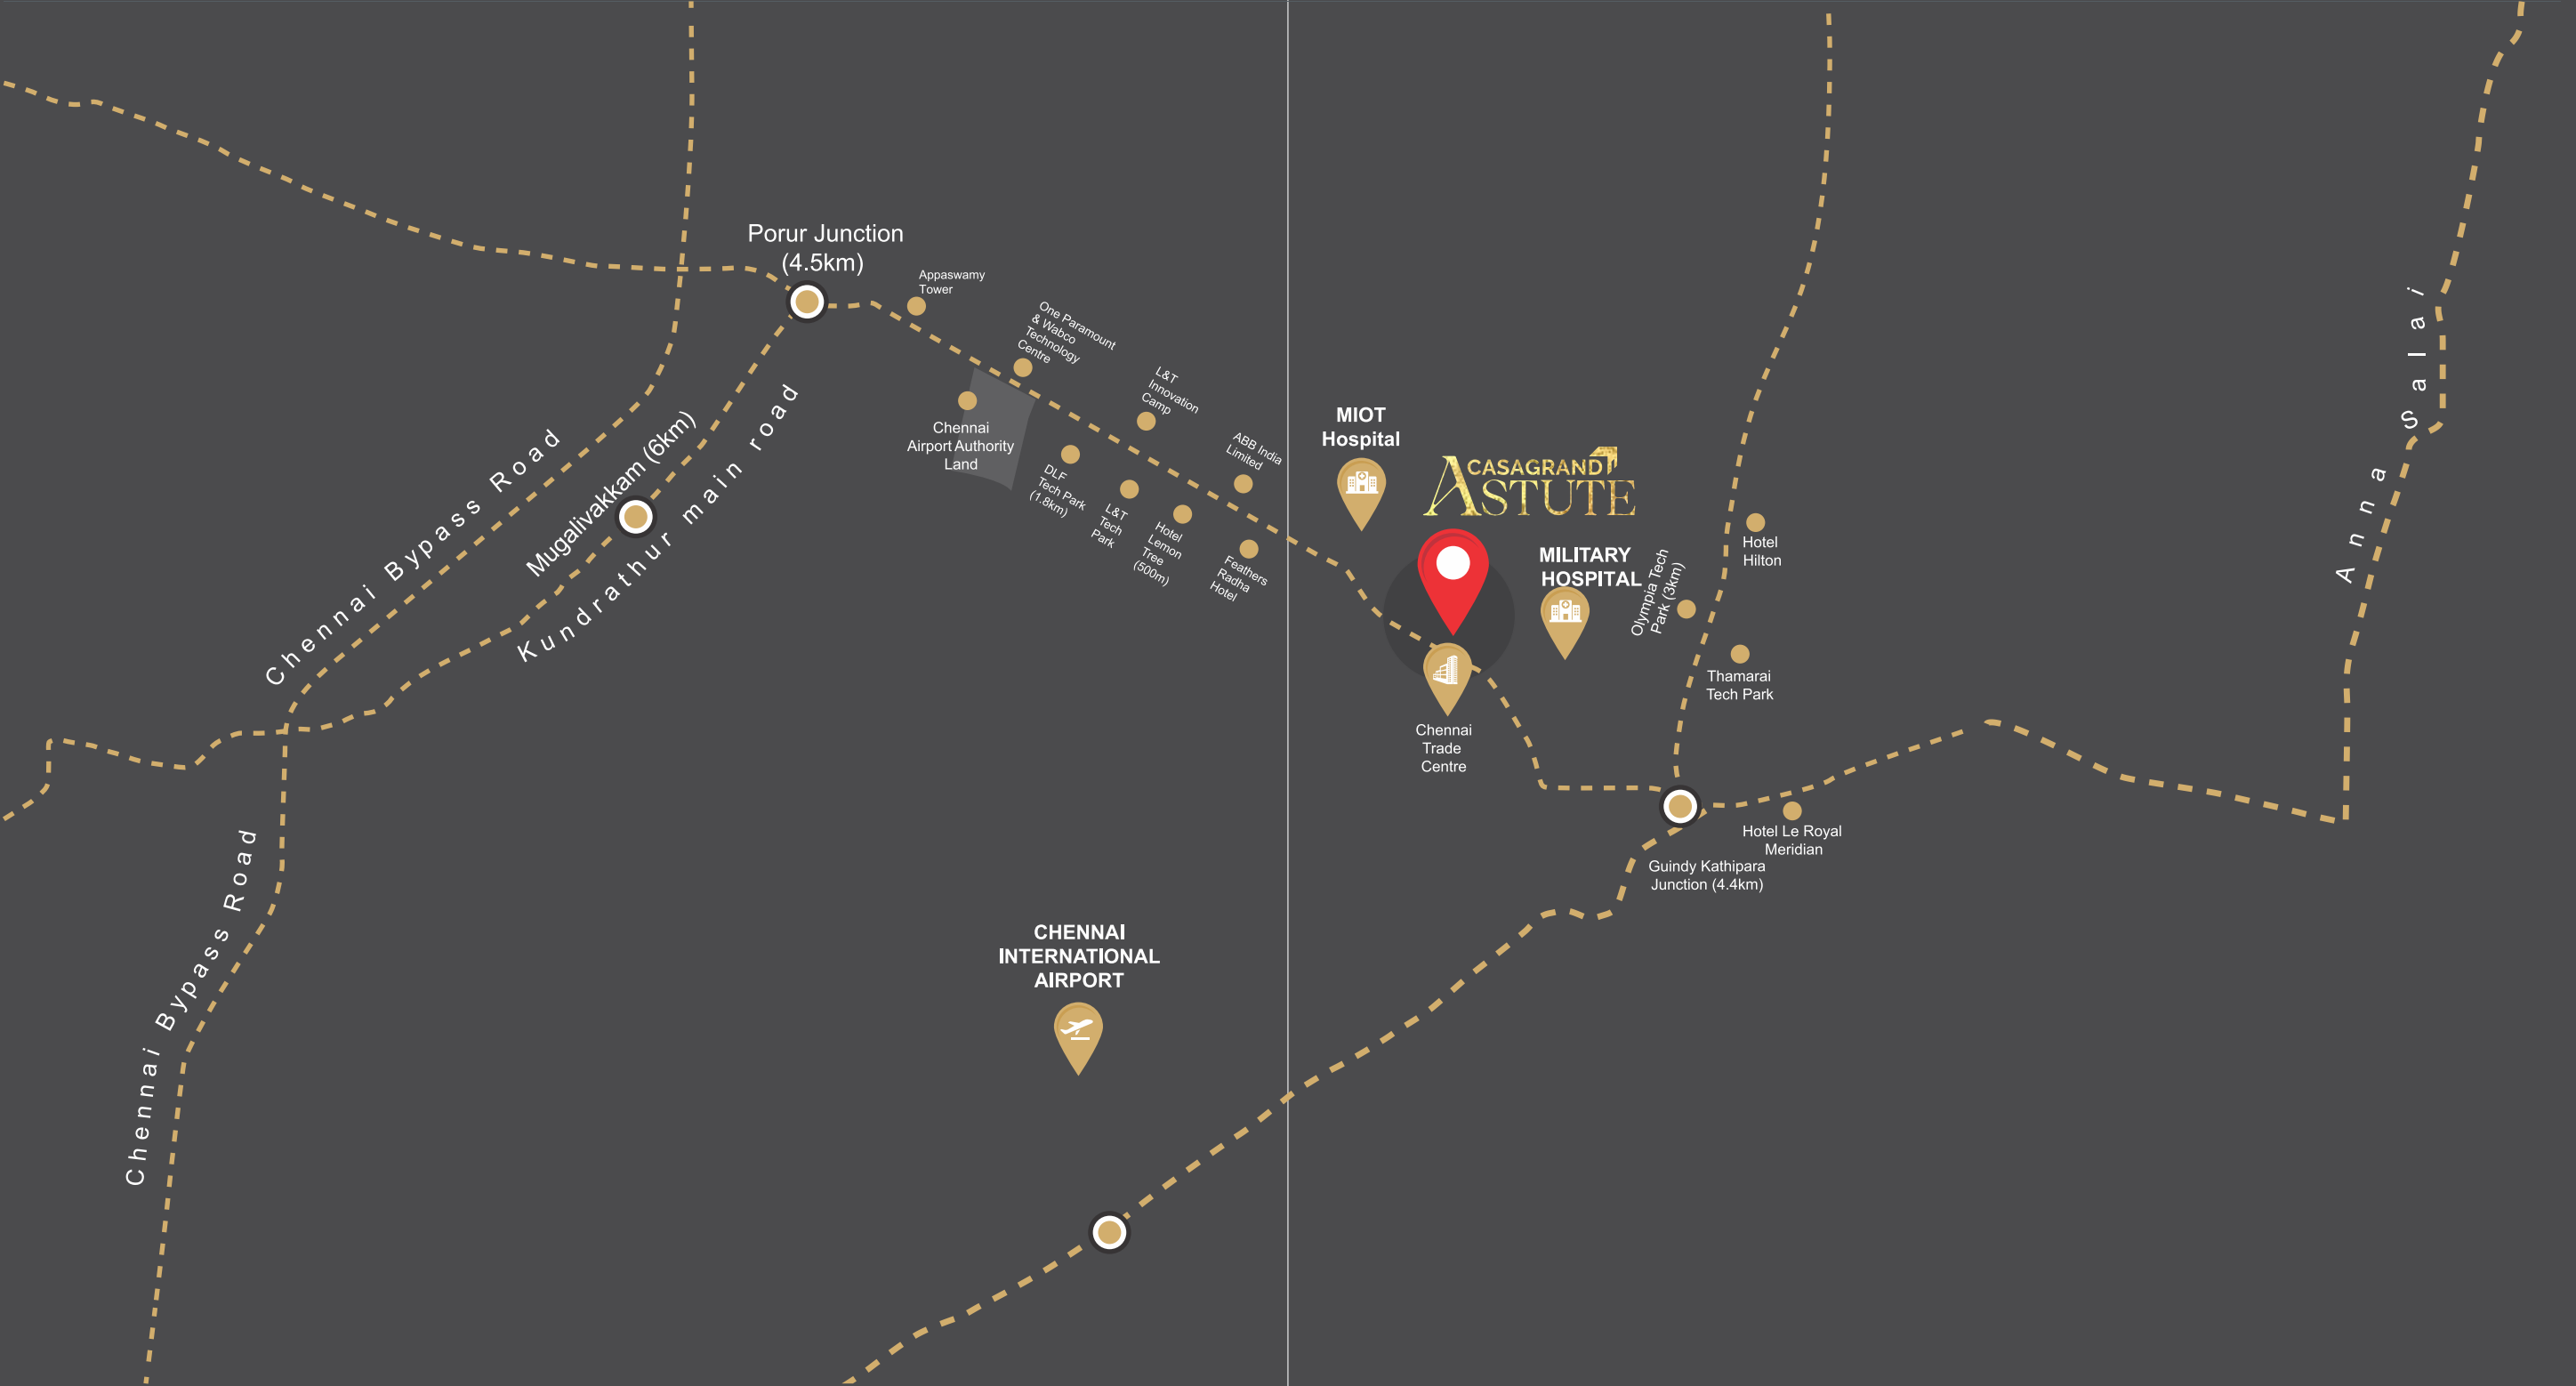 Porur Junction
(4.5km)
Appaswamy
Tower
One Paramount
& Wabco
Technology
Centre
L&T
Innovation
Camp
ABB India
Limited
MIOT
Hospital
CASAGRAND
ASTUTE
Chennai
Airport Authority
Land
DLF
Tech Park
(1.8km)
L&T
Tech
Park
Hotel
Lemon
Tree
(500m)
Feathers
Radha
Hotel
MILITARY
HOSPITAL
Olympia Tech
Park (3km)
Hotel
Hilton
Thamarai
Tech Park
Anna Salai
Chennai Bypass Road
Mugalivakkam (6km)
Kundrathur main road
Chennai
Trade
Centre
Hotel Le Royal
Meridian
Guindy Kathipara
Junction (4.4km)
Chennai Bypass Road
CHENNAI
INTERNATIONAL
AIRPORT